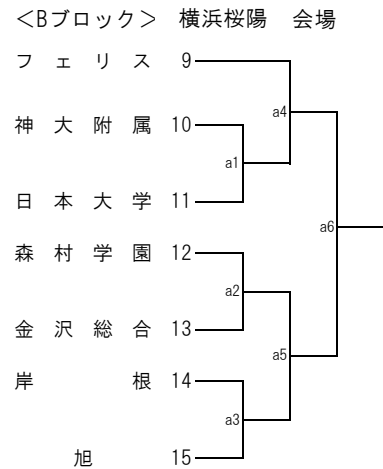 <Bブロック> 横浜桜陽 会場
フェリス 9
a4
神大附属 10
a1
日本大学 11
a6
森村学園 12
a2
金沢総合 13
a5
岸根 14
a3
旭 15